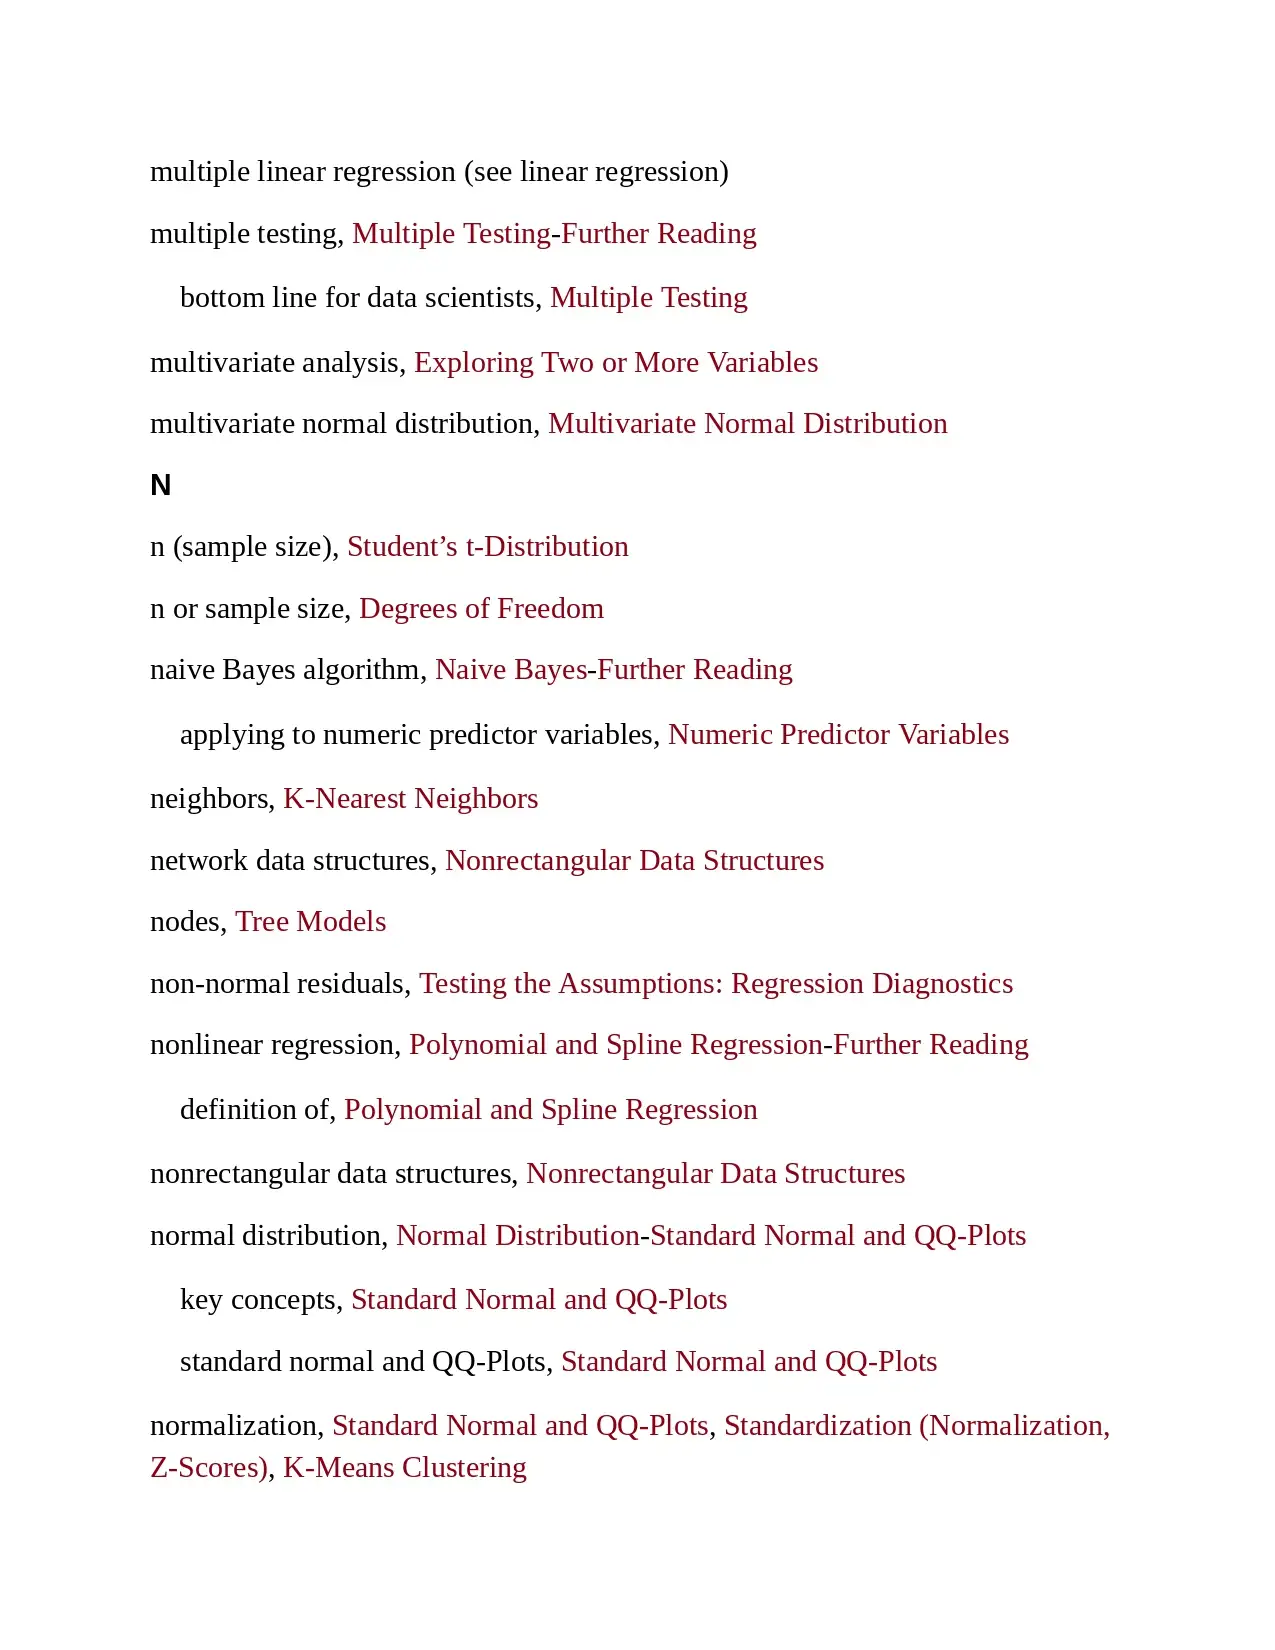 multiple linear regression (see linear regression)
multiple testing, Multiple Testing-Further Reading
bottom line for data scientists, Multiple Testing
multivariate analysis, Exploring Two or More Variables
multivariate normal distribution, Multivariate Normal Distribution
N
n (sample size), Student’s t-Distribution
n or sample size, Degrees of Freedom
naive Bayes algorithm, Naive Bayes-Further Reading
applying to numeric predictor variables, Numeric Predictor Variables
neighbors, K-Nearest Neighbors
network data structures, Nonrectangular Data Structures
nodes, Tree Models
non-normal residuals, Testing the Assumptions: Regression Diagnostics
nonlinear regression, Polynomial and Spline Regression-Further Reading
definition of, Polynomial and Spline Regression
nonrectangular data structures, Nonrectangular Data Structures
normal distribution, Normal Distribution-Standard Normal and QQ-Plots
key concepts, Standard Normal and QQ-Plots
standard normal and QQ-Plots, Standard Normal and QQ-Plots
normalization, Standard Normal and QQ-Plots, Standardization (Normalization,
Z-Scores), K-Means Clustering